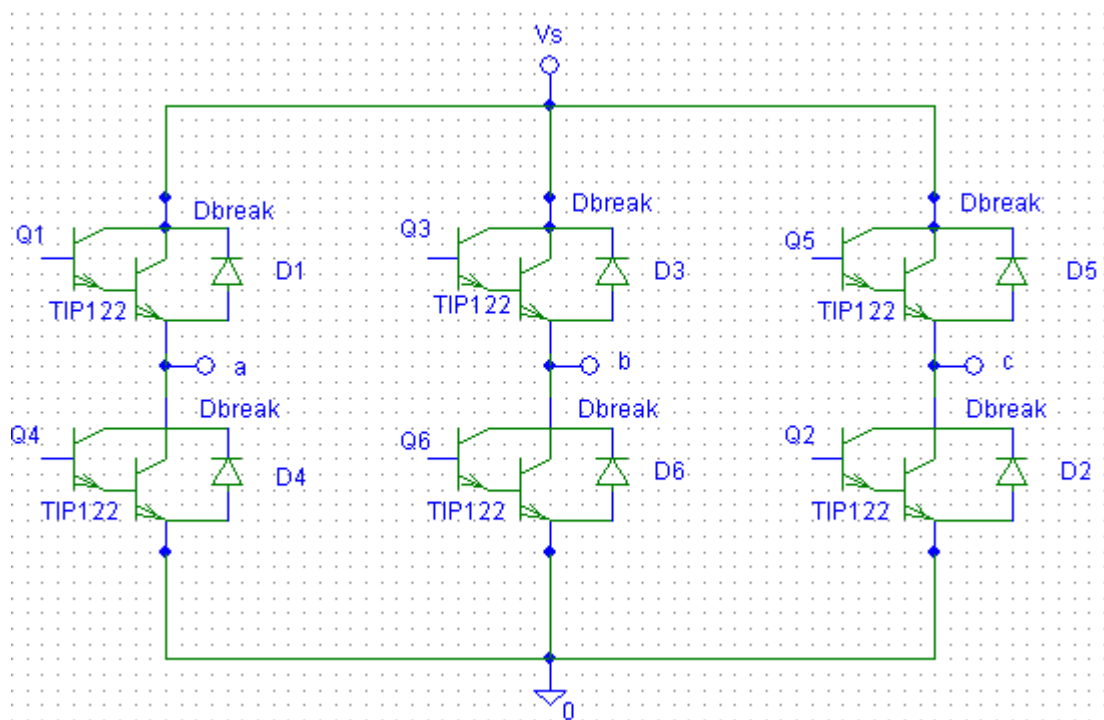 Vs
Dbreak Dbreak Dbreak
Q1 Q3 Q5
D1 D3 D5
TIP122 TIP122 TIP122
a b c
Dbreak Dbreak Dbreak
Q4 Q6 Q2
D4 D6 D2
TIP122 TIP122 TIP122
0